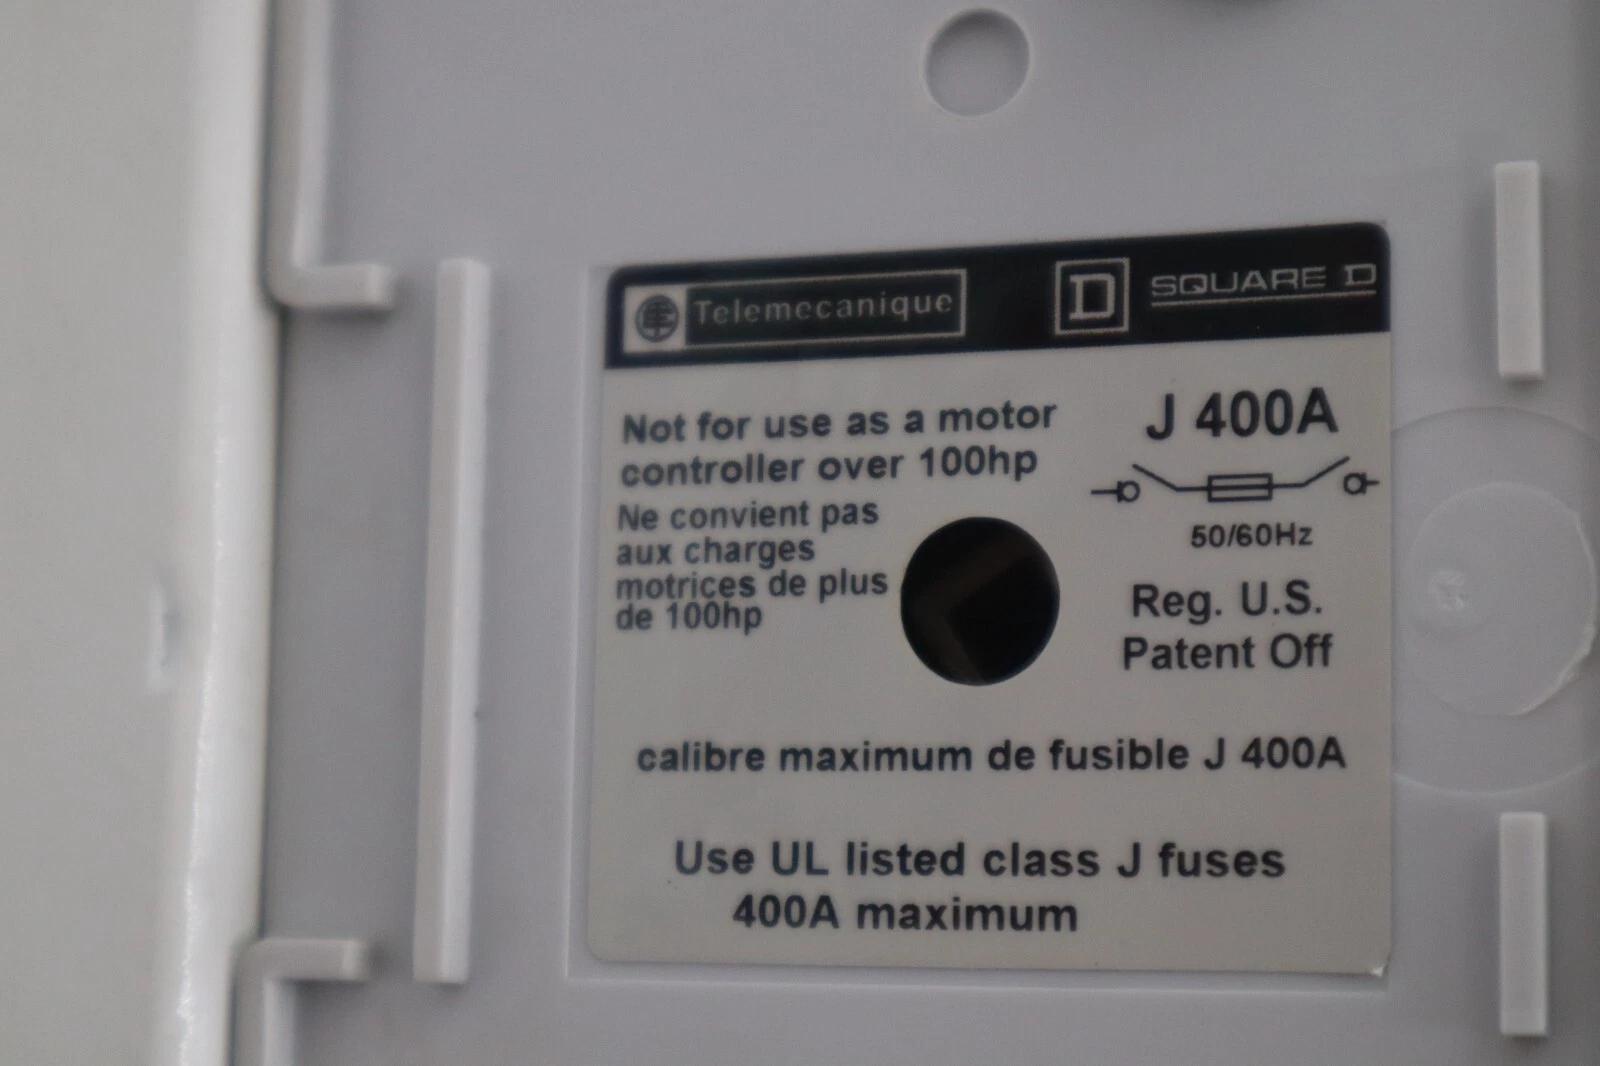 Telemecanique
D SQUARE D
Not for use as a motor
controller over 100hp
Ne convient pas
aux charges
motrices de plus
de 100hp
J 400A
50/60Hz
Reg. U.S.
Patent Off
calibre maximum de fusible J 400A
Use UL listed class J fuses
400A maximum